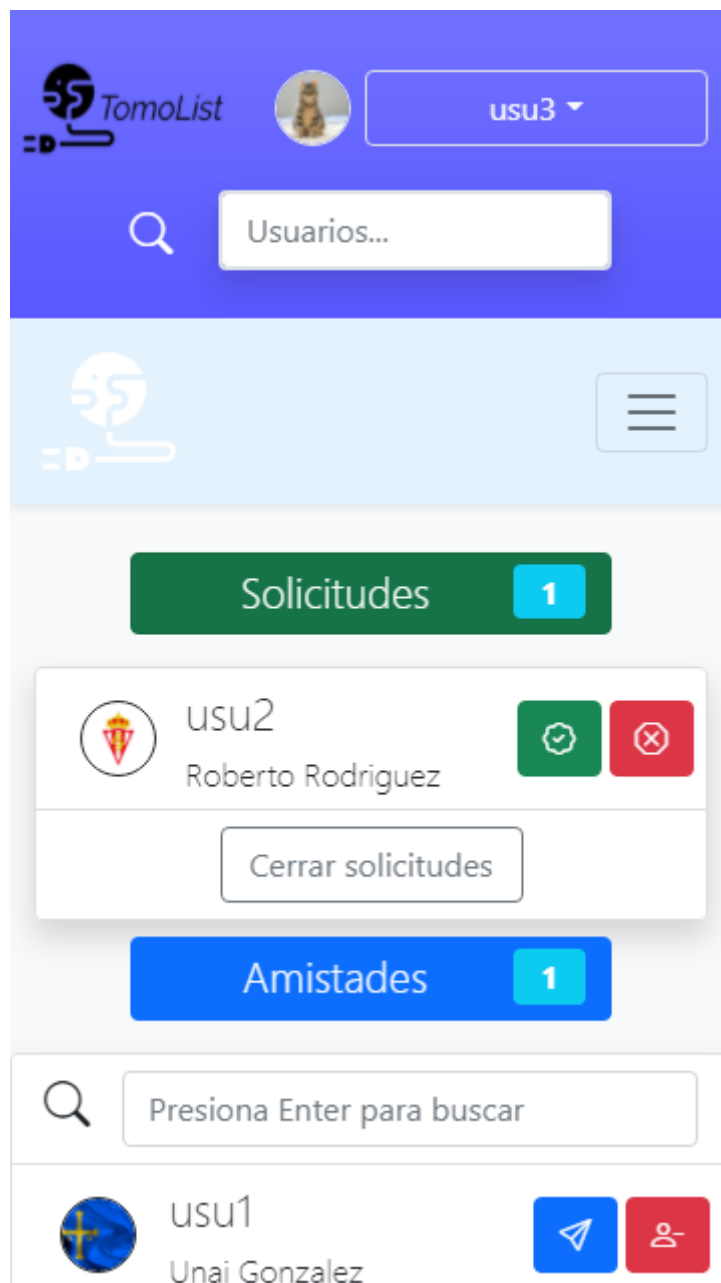 TomoList
usu3
Usuarios...
Solicitudes 1
usu2
Roberto Rodriguez
Cerrar solicitudes
Amistades 1
Presiona Enter para buscar
usu1
Unai Gonzalez